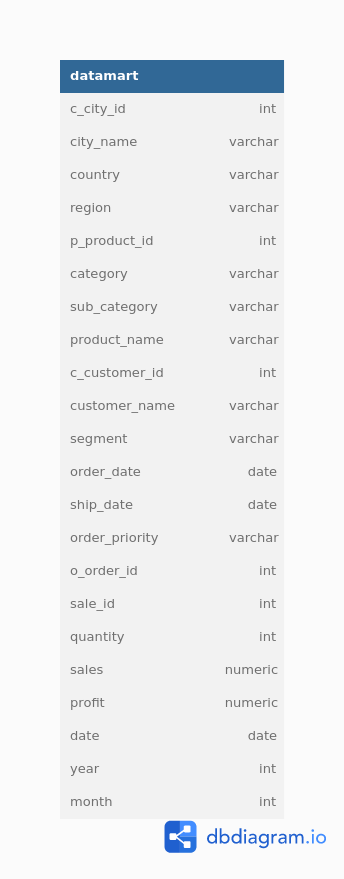 datamart
c_city_id int
city_name varchar
country varchar
region varchar
p_product_id int
category varchar
sub_category varchar
product_name varchar
c_customer_id int
customer_name varchar
segment varchar
order_date date
ship_date date
order_priority varchar
o_order_id int
sale_id int
quantity int
sales numeric
profit numeric
date date
year int
month int
dbdiagram.io